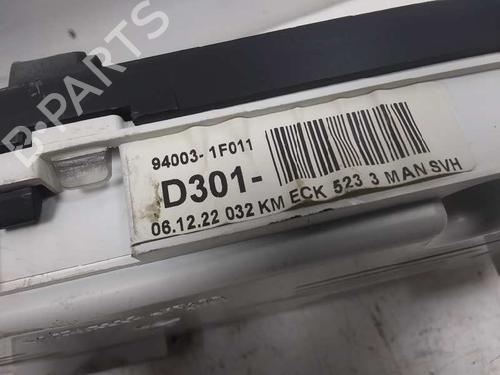 B-PARTS
94003- 1F011
D301-
06.12.22 032 KM ECK 523 3 MAN SVH